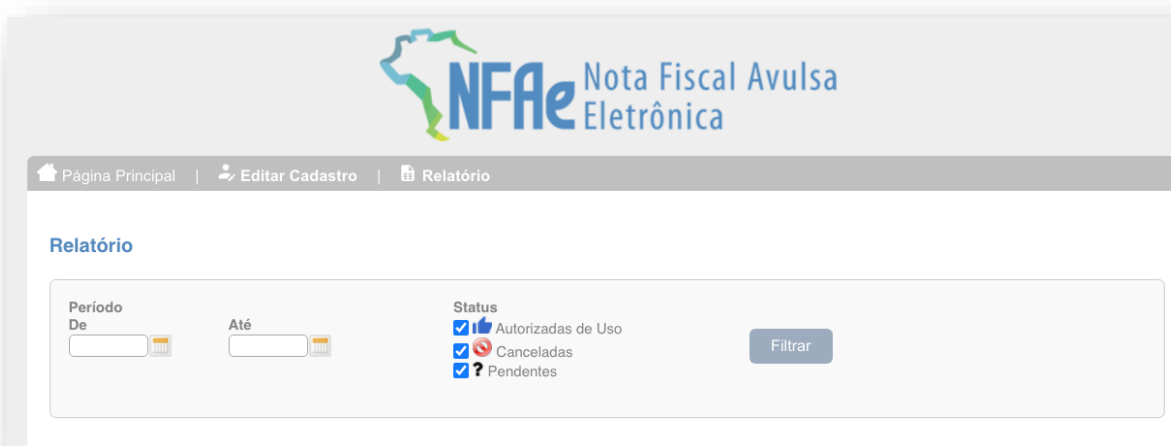 NFAe Nota Fiscal Avulsa
Eletrônica
Página Principal | Editar Cadastro | Relatório
Relatório
Período
De
Até
Status
Autorizadas de Uso
Canceladas
? Pendentes
Filtrar